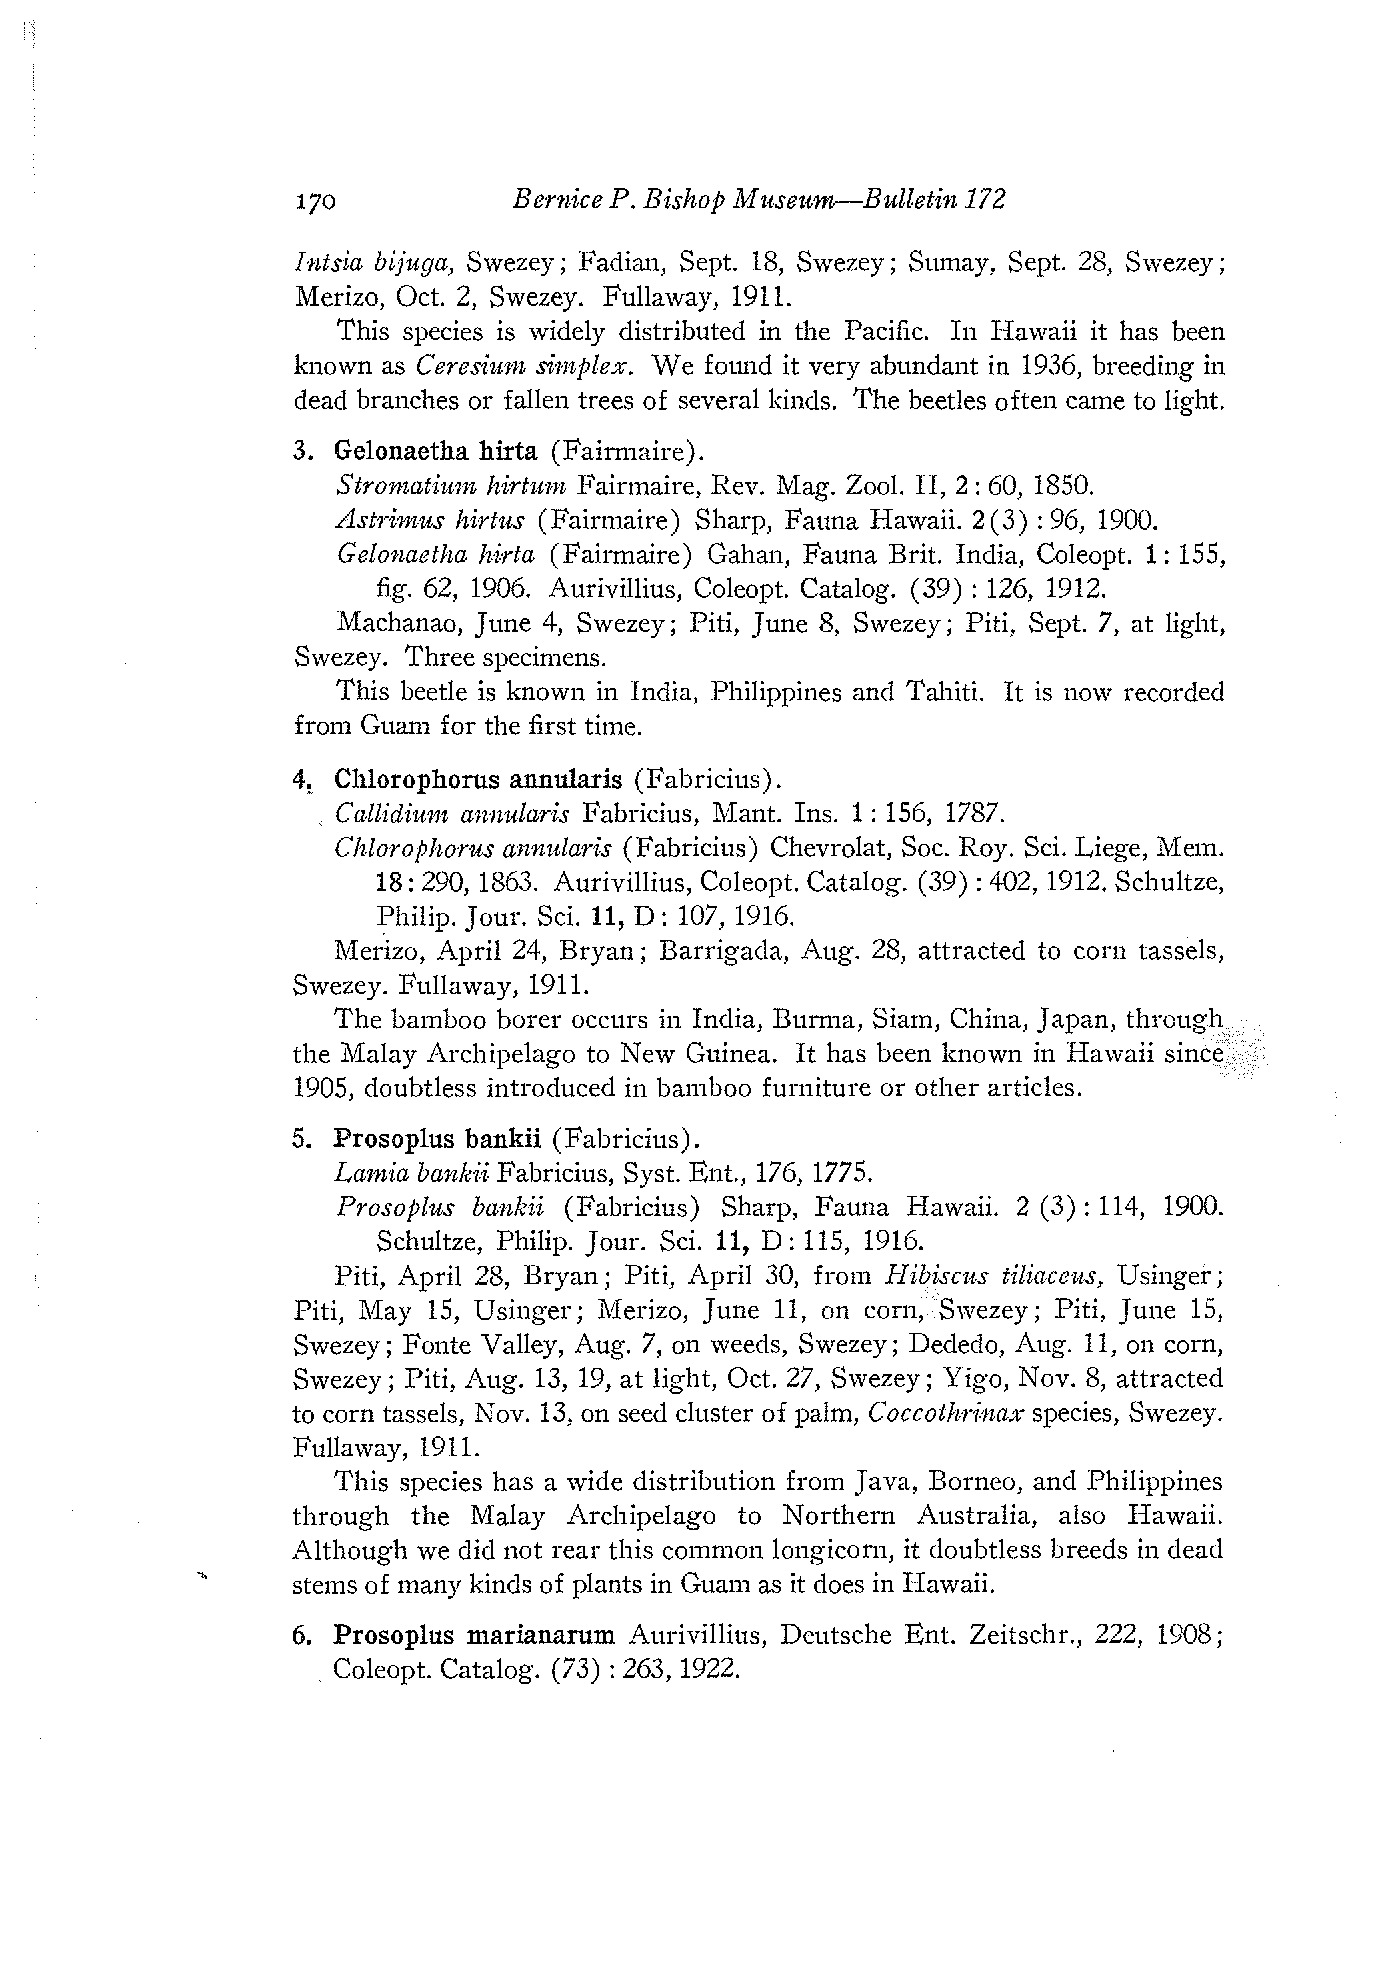 170 Bernice P. Bishop Museum—Bulletin 172
Intsia bijuga, Swezey; Fadian, Sept. 18, Swezey; Sumay, Sept. 28, Swezey;
Merizo, Oct. 2, Swezey. Fullaway, 1911.
This species is widely distributed in the Pacific. In Hawaii it has been
known as Ceresium simplex. We found it very abundant in 1936, breeding in
dead branches or fallen trees of several kinds. The beetles often came to light.
3. Gelonaetha hirta (Fairmaire).
Stromatium hirtum Fairmaire, Rev. Mag. Zool. II, 2: 60, 1850.
Astrimus hirtus (Fairmaire) Sharp, Fauna Hawaii. 2(3): 96, 1900.
Gelonaetha hirta (Fairmaire) Gahan, Fauna Brit. India, Coleopt. 1: 155,
fig. 62, 1906. Aurivillius, Coleopt. Catalog. (39): 126, 1912.
Machanao, June 4, Swezey; Piti, June 8, Swezey; Piti, Sept. 7, at light,
Swezey. Three specimens.
This beetle is known in India, Philippines and Tahiti. It is now recorded
from Guam for the first time.
4. Chlorophorus annularis (Fabricius).
Callidium annularis Fabricius, Mant. Ins. 1: 156, 1787.
Chlorophorus annularis (Fabricius) Chevrolat, Soc. Roy. Sci. Liege, Mem.
18: 290, 1863. Aurivillius, Coleopt. Catalog. (39): 402, 1912. Schultze,
Philip. Jour. Sci. 11, D: 107, 1916.
Merizo, April 24, Bryan; Barrigada, Aug. 28, attracted to corn tassels,
Swezey. Fullaway, 1911.
The bamboo borer occurs in India, Burma, Siam, China, Japan, through
the Malay Archipelago to New Guinea. It has been known in Hawaii since
1905, doubtless introduced in bamboo furniture or other articles.
5. Prosoplus bankii (Fabricius).
Lamia bankii Fabricius, Syst. Ent., 176, 1775.
Prosoplus bankii (Fabricius) Sharp, Fauna Hawaii. 2 (3): 114, 1900.
Schultze, Philip. Jour. Sci. 11, D: 115, 1916.
Piti, April 28, Bryan; Piti, April 30, from Hibiscus tiliaceus, Usinger;
Piti, May 15, Usinger; Merizo, June 11, on corn, Swezey; Piti, June 15,
Swezey; Fonte Valley, Aug. 7, on weeds, Swezey; Dededo, Aug. 11, on corn,
Swezey; Piti, Aug. 13, 19, at light, Oct. 27, Swezey; Yigo, Nov. 8, attracted
to corn tassels, Nov. 13, on seed cluster of palm, Coccothrinax species, Swezey.
Fullaway, 1911.
This species has a wide distribution from Java, Borneo, and Philippines
through the Malay Archipelago to Northern Australia, also Hawaii.
Although we did not rear this common longicorn, it doubtless breeds in dead
stems of many kinds of plants in Guam as it does in Hawaii.
6. Prosoplus marianarum Aurivillius, Deutsche Ent. Zeitschr., 222, 1908;
Coleopt. Catalog. (73): 263, 1922.